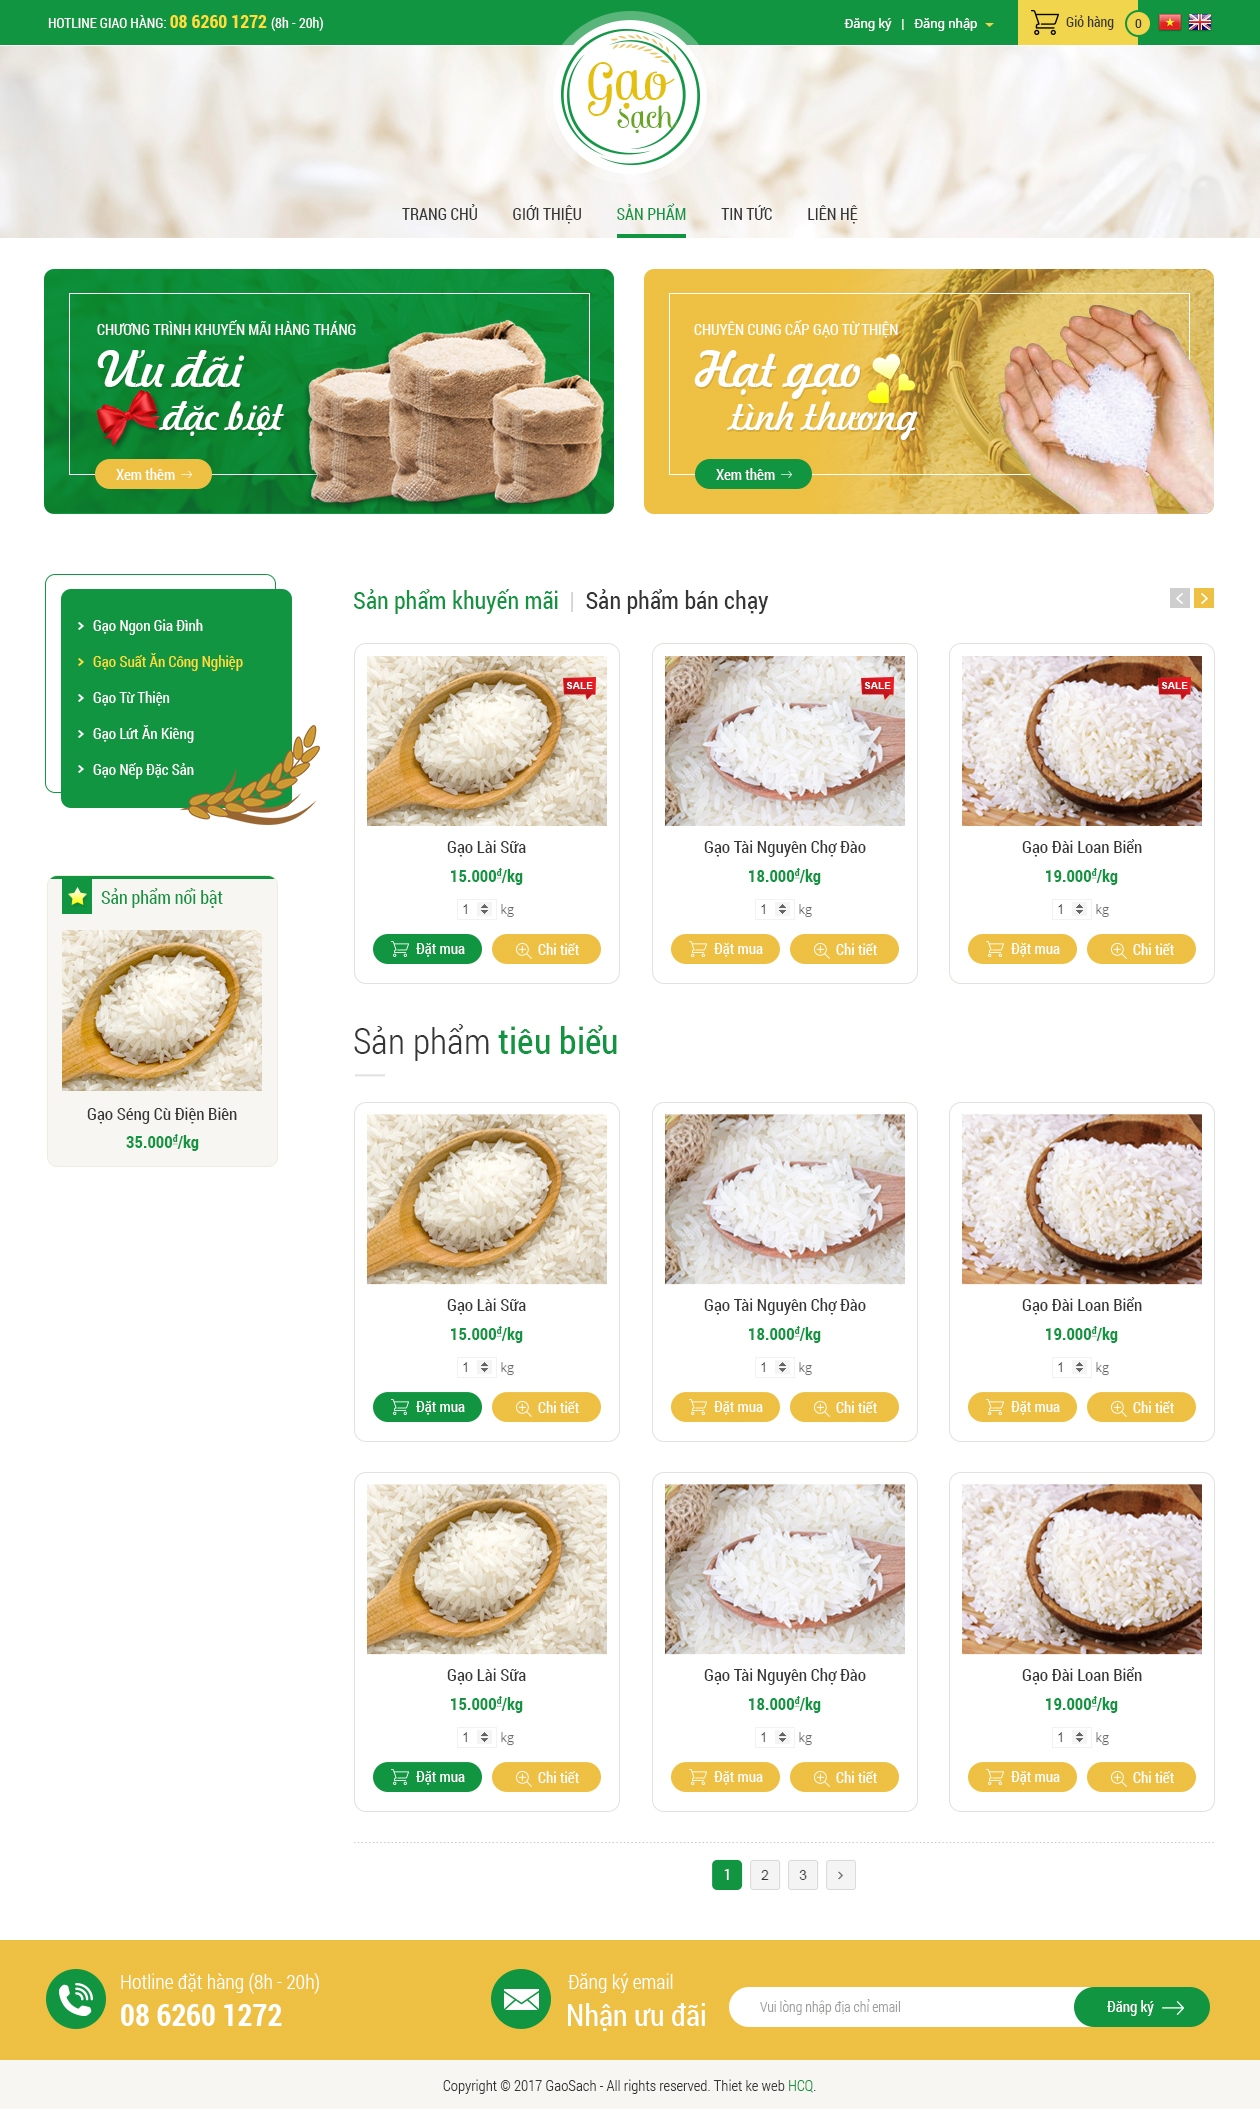 HOTLINE GIAO HÀNG: 08 6260 1272 (8h - 20h)
Đăng ký | Đăng nhập
Giỏ hàng 0
Gạo
Sạch
TRANG CHỦ GIỚI THIỆU SẢN PHẨM TIN TỨC LIÊN HỆ
CHƯƠNG TRÌNH KHUYẾN MÃI HÀNG THÁNG
Ưu đãi
đặc biệt
Xem thêm
CHUYÊN CUNG CẤP GẠO TỪ THIỆN
Hạt gạo
tình thương
Xem thêm
Gạo Ngon Gia Đình
Gạo Suất Ăn Công Nghiệp
Gạo Từ Thiện
Gạo Lứt Ăn Kiêng
Gạo Nếp Đặc Sản
Sản phẩm nổi bật
Gạo Séng Cù Điện Biên
35.000đ/kg
Sản phẩm khuyến mãi | Sản phẩm bán chạy
SALE SALE SALE
Gạo Lài Sữa Gạo Tài Nguyên Chợ Đào Gạo Đài Loan Biển
15.000đ/kg 18.000đ/kg 19.000đ/kg
1 kg 1 kg 1 kg
Đặt mua Chi tiết Đặt mua Chi tiết Đặt mua Chi tiết
Sản phẩm tiêu biểu
Gạo Lài Sữa Gạo Tài Nguyên Chợ Đào Gạo Đài Loan Biển
15.000đ/kg 18.000đ/kg 19.000đ/kg
1 kg 1 kg 1 kg
Đặt mua Chi tiết Đặt mua Chi tiết Đặt mua Chi tiết
Gạo Lài Sữa Gạo Tài Nguyên Chợ Đào Gạo Đài Loan Biển
15.000đ/kg 18.000đ/kg 19.000đ/kg
1 kg 1 kg 1 kg
Đặt mua Chi tiết Đặt mua Chi tiết Đặt mua Chi tiết
1 2 3 >
Hotline đặt hàng (8h - 20h)
08 6260 1272
Đăng ký email
Nhận ưu đãi
Vui lòng nhập địa chỉ email
Đăng ký
Copyright © 2017 GaoSach - All rights reserved. Thiet ke web HCQ.